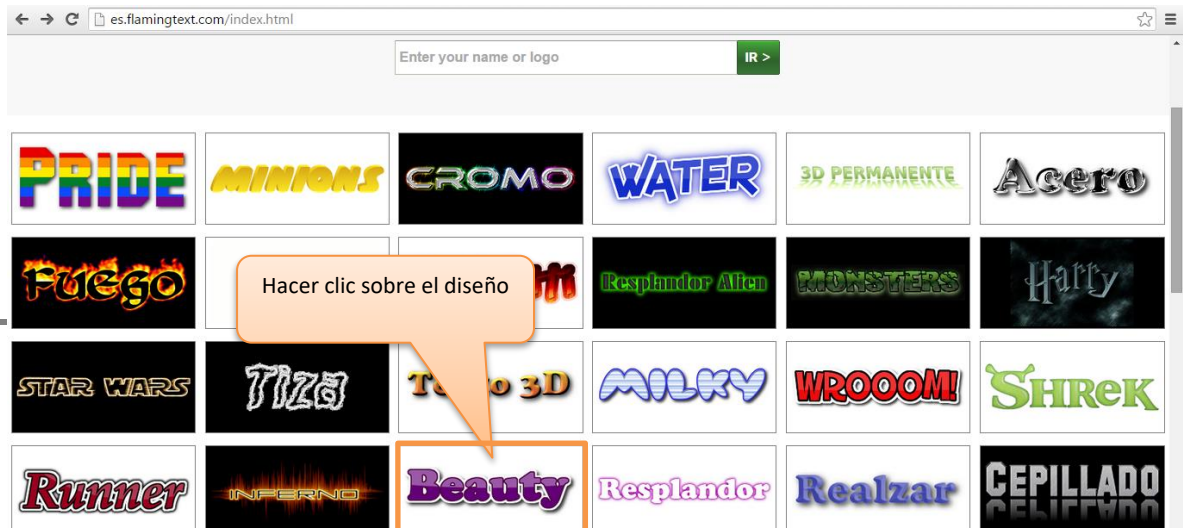 es.flamingtext.com/index.html
Enter your name or logo
IR >
PRIDE
MINIONS
CROMO
WATER
3D PERMANENTE
Acero
Fuego
Hacer clic sobre el diseño
Resplandor Alien
MONSTERS
Harry
STAR WARS
Tiza
3D
MILKY
WROOOM!
SHREK
Runner
INFERNO
Beauty
Resplandor
Realzar
CEPILLADO